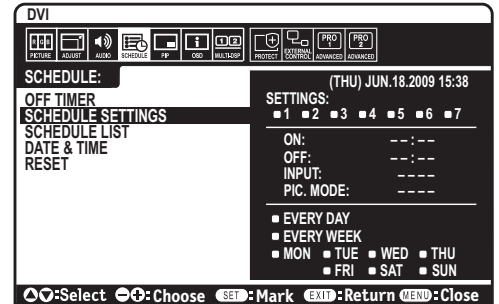 DVI
RGB
PICTURE ADJUST AUDIO SCHEDULE PIP OSD MULTI-DSP PROTECT EXTERNAL CONTROL PRO 1 ADVANCED PRO 2 ADVANCED
SCHEDULE:
OFF TIMER
SCHEDULE SETTINGS
SCHEDULE LIST
DATE & TIME
RESET
(THU) JUN.18.2009 15:38
SETTINGS:
1 2 3 4 5 6 7
ON: --:--
OFF: --:--
INPUT: ----
PIC. MODE: ----
EVERY DAY
EVERY WEEK
MON TUE WED THU
FRI SAT SUN
:Select :Choose SET:Mark EXIT:Return MENU:Close